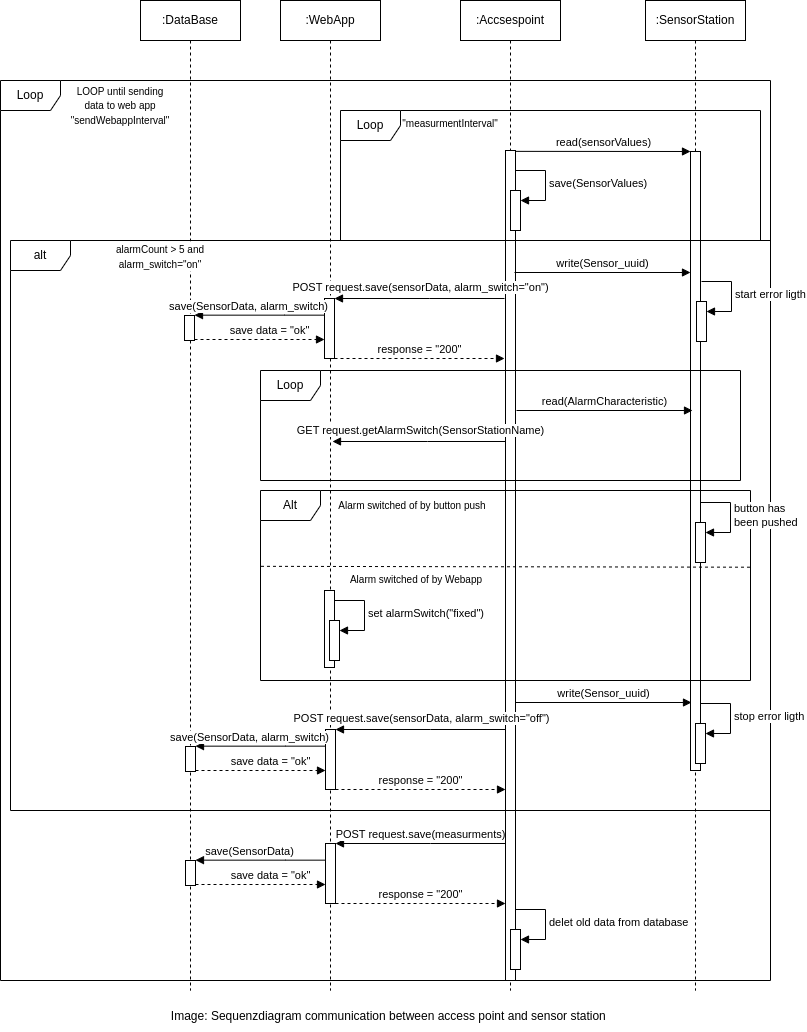 :DataBase
:WebApp
:Accsespoint
:SensorStation
Loop
LOOP until sending
data to web app
"sendWebappInterval"
Loop
"measurmentInterval"
read(sensorValues)
save(SensorValues)
alt
alarmCount > 5 and
alarm_switch="on"
write(Sensor_uuid)
POST request.save(sensorData, alarm_switch="on")
start error ligth
save(SensorData, alarm_switch)
save data = "ok"
response = "200"
Loop
read(AlarmCharacteristic)
GET request.getAlarmSwitch(SensorStationName)
Alt
Alarm switched of by button push
button has
been pushed
Alarm switched of by Webapp
set alarmSwitch("fixed")
write(Sensor_uuid)
POST request.save(sensorData, alarm_switch="off")
stop error ligth
save(SensorData, alarm_switch)
save data = "ok"
response = "200"
POST request.save(measurments)
save(SensorData)
save data = "ok"
response = "200"
delet old data from database
Image: Sequenzdiagram communication between access point and sensor station